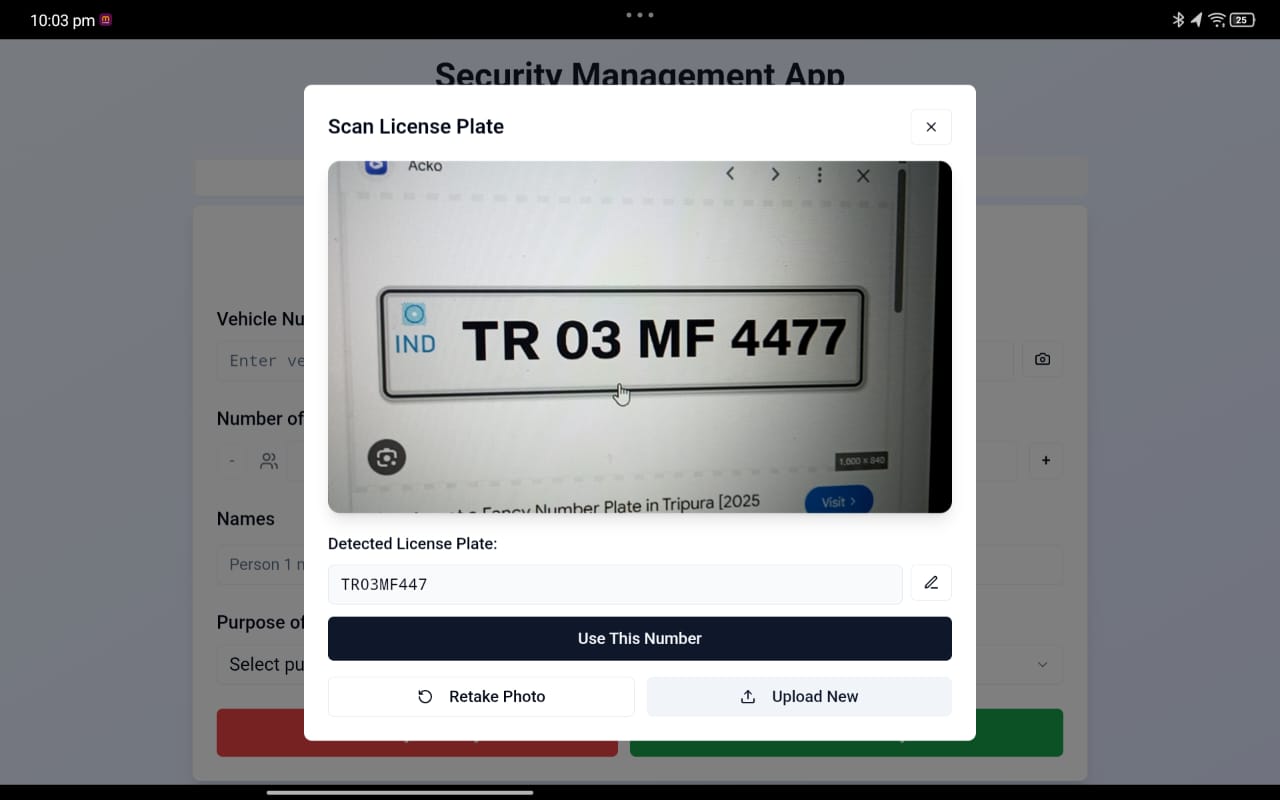 10:03 pm
25
Security Management App
Scan License Plate
Acko
IND
TR 03 MF 4477
1,600 × 840
Fancy Number Plate in Tripura [2025
Visit >
Vehicle Nu
Enter ve
Number of
-
+
Names
Person 1 n
Purpose of
Select pu
Detected License Plate:
TR03MF447
Use This Number
Retake Photo
Upload New